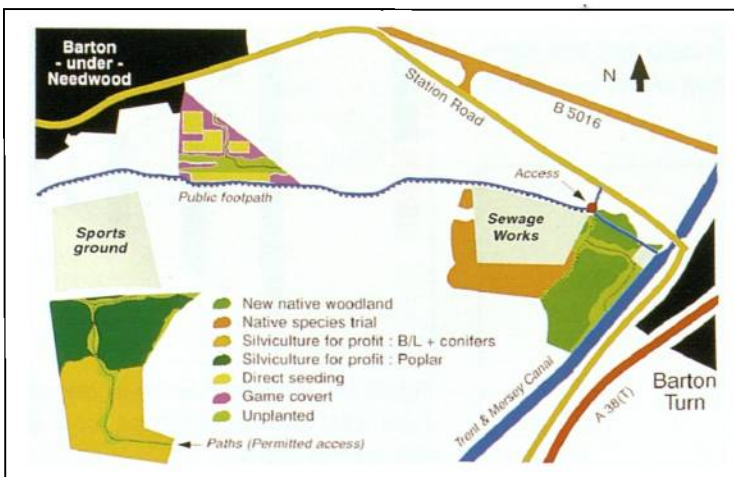 Barton
- under -
Needwood
N
Station Road
B 5016
Access
Public footpath
Sports
ground
Sewage
Works
New native woodland
Native species trial
Silviculture for profit : B/L + conifers
Silviculture for profit : Poplar
Direct seeding
Game covert
Unplanted
Paths (Permitted access)
Trent & Mersey Canal
A 38(T)
Barton
Turn